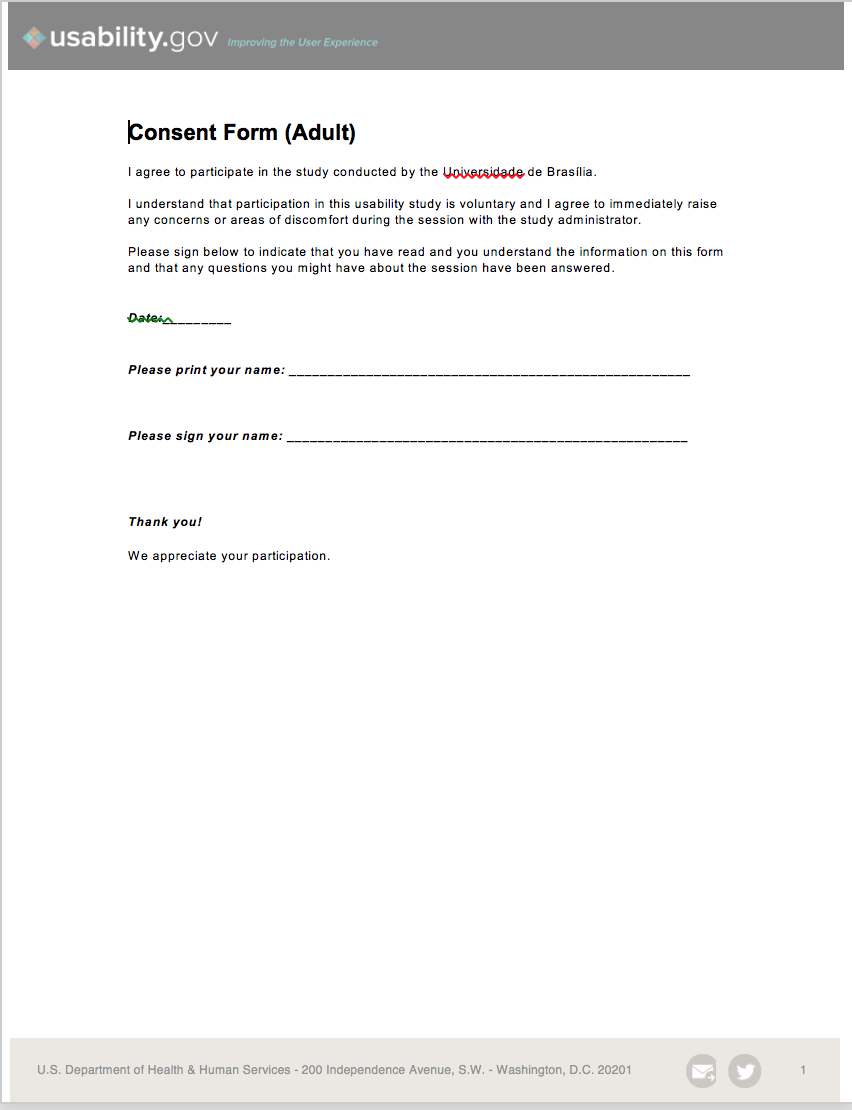 usability.gov Improving the User Experience
Consent Form (Adult)
I agree to participate in the study conducted by the Universidade de Brasília.
I understand that participation in this usability study is voluntary and I agree to immediately raise
any concerns or areas of discomfort during the session with the study administrator.
Please sign below to indicate that you have read and you understand the information on this form
and that any questions you might have about the session have been answered.
Date:_________
Please print your name: ____________________________________________________
Please sign your name: ____________________________________________________
Thank you!
We appreciate your participation.
U.S. Department of Health & Human Services - 200 Independence Avenue, S.W. - Washington, D.C. 20201 1